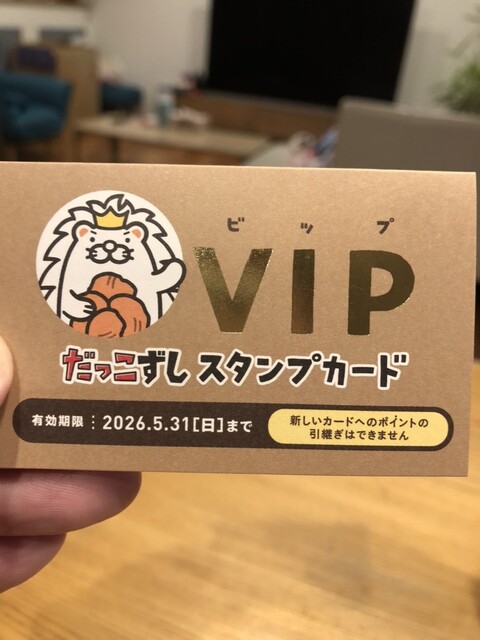 ビップ
VIP
だっこずし スタンプカード
有効期限：2026.5.31[日]まで
新しいカードへのポイントの
引継ぎはできません